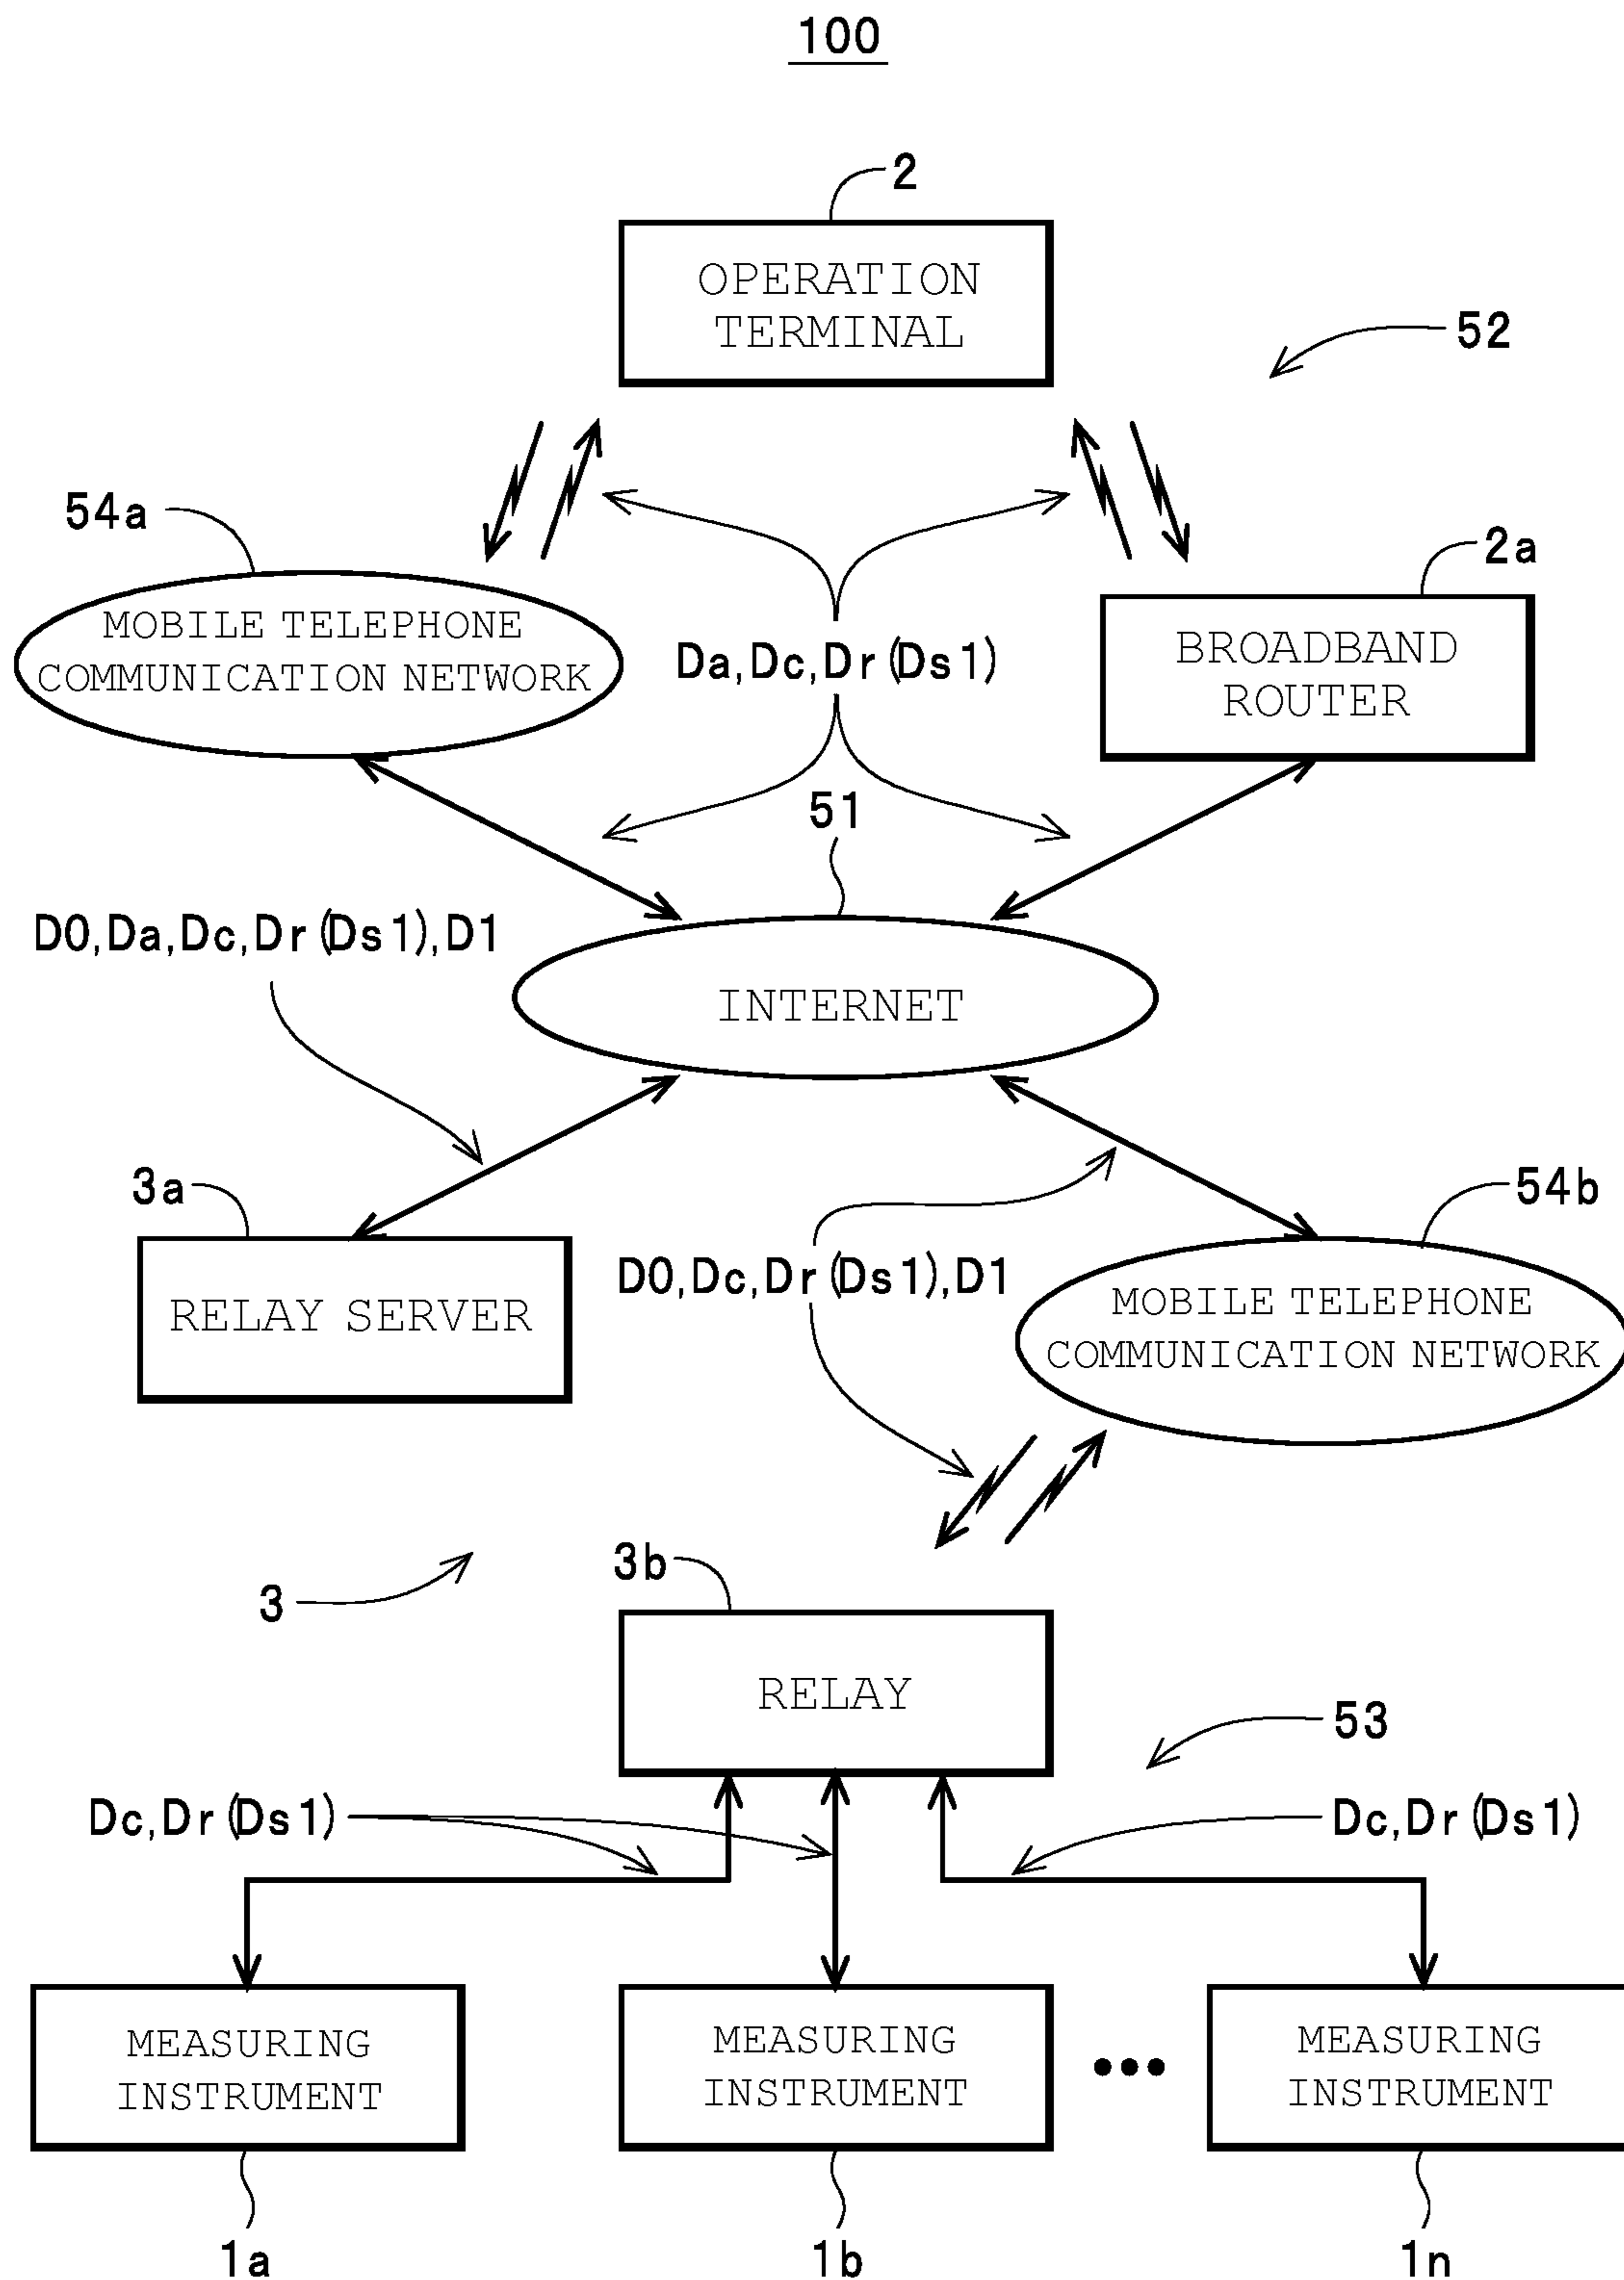 100
2
OPERATION
TERMINAL
52
54a
2a
MOBILE TELEPHONE
COMMUNICATION NETWORK
Da,Dc,Dr(Ds1)
BROADBAND
ROUTER
51
D0,Da,Dc,Dr(Ds1),D1
INTERNET
3a
54b
RELAY SERVER
D0,Dc,Dr(Ds1),D1
MOBILE TELEPHONE
COMMUNICATION NETWORK
3b
3
RELAY
53
Dc,Dr(Ds1)
Dc,Dr(Ds1)
MEASURING
INSTRUMENT
MEASURING
INSTRUMENT
•••
MEASURING
INSTRUMENT
1a
1b
1n